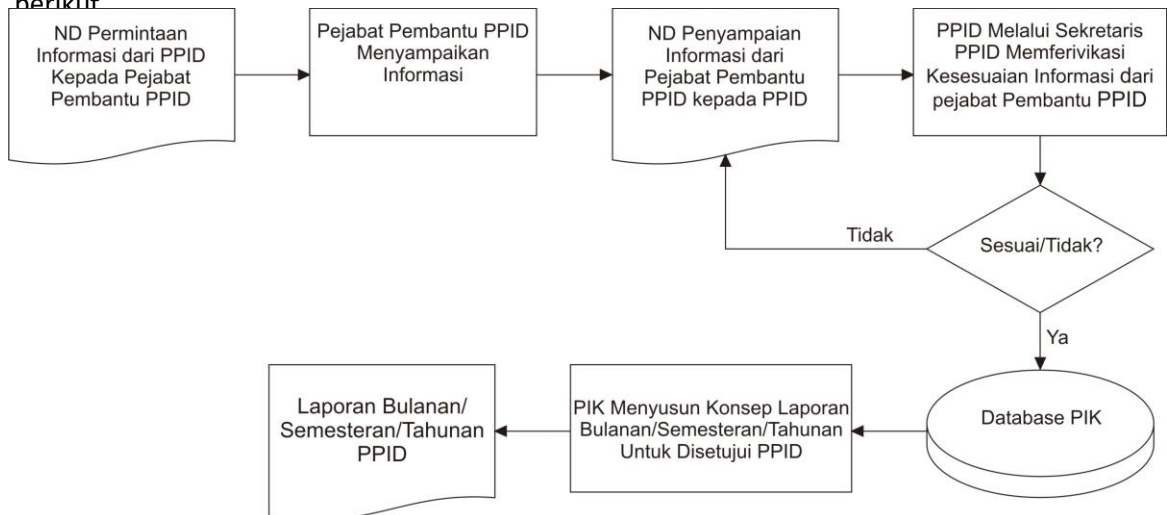 berikut
ND Permintaan
Informasi dari PPID
Kepada Pejabat
Pembantu PPID
Pejabat Pembantu PPID
Menyampaikan
Informasi
ND Penyampaian
Informasi dari
Pejabat Pembantu
PPID kepada PPID
PPID Melalui Sekretaris
PPID Memferivikasi
Kesesuaian Informasi dari
pejabat Pembantu PPID
Tidak
Sesuai/Tidak?
Ya
Laporan Bulanan/
Semesteran/Tahunan
PPID
PIK Menyusun Konsep Laporan
Bulanan/Semesteran/Tahunan
Untuk Disetujui PPID
Database PIK